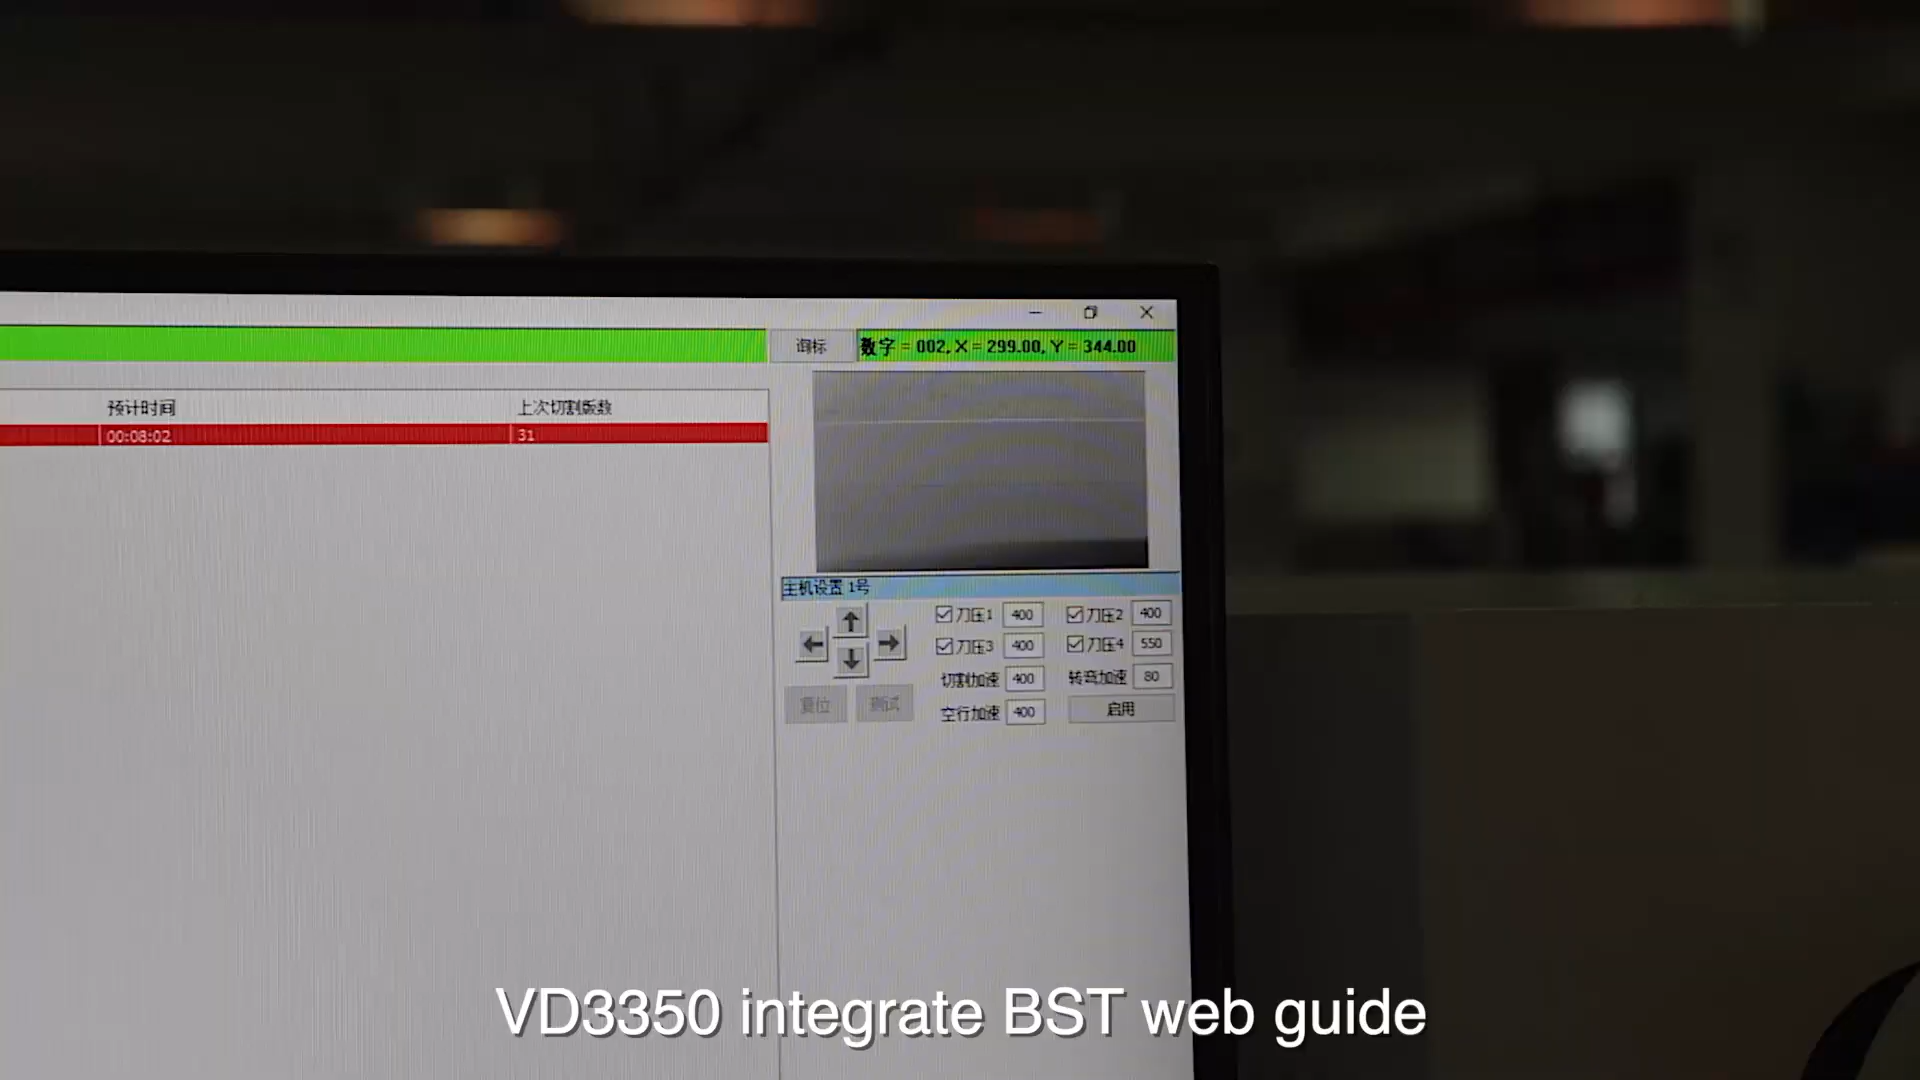 询标 数字 = 002, X = 299.00, Y = 344.00
预计时间 上次切割版数
00:08:02 31
主机设置 1号
刀压1 400 刀压2 400
刀压3 400 刀压4 550
切割加速 400 转弯加速 80
复位 测试 空行加速 400 启用
VD3350 integrate BST web guide